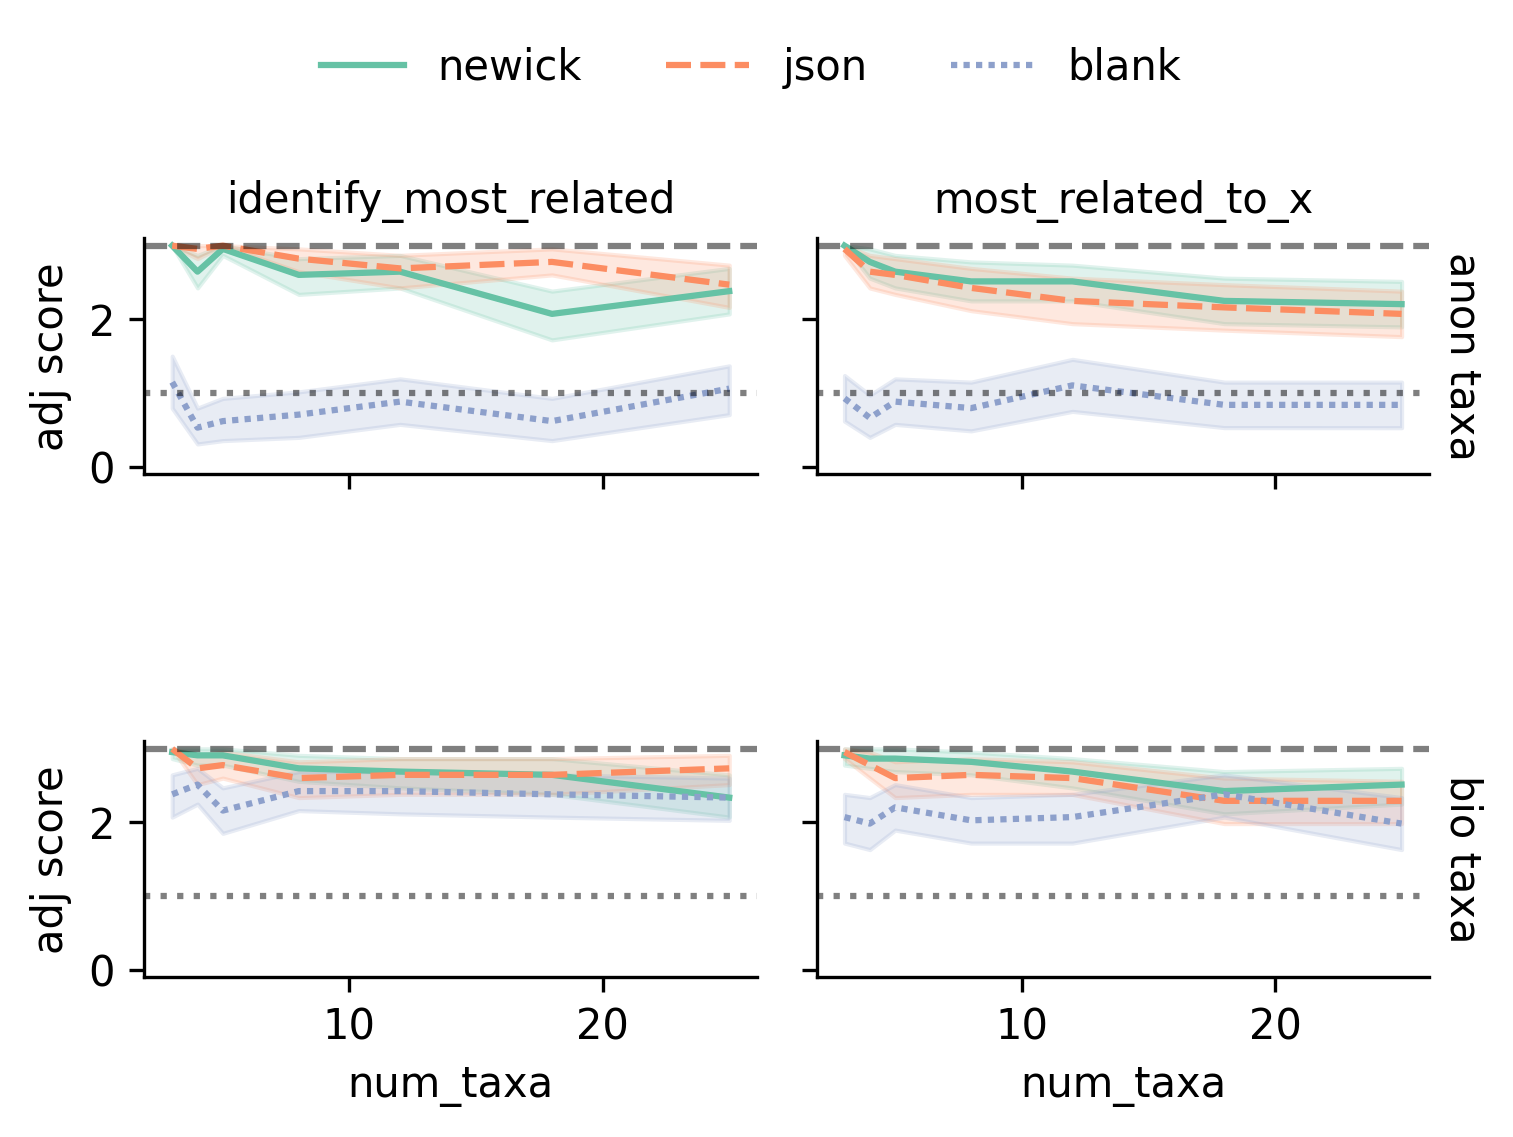 newick json blank
identify_most_related most_related_to_x
adj score
2
0
anon taxa
adj score
2
0
bio taxa
10 20 10 20
num_taxa num_taxa